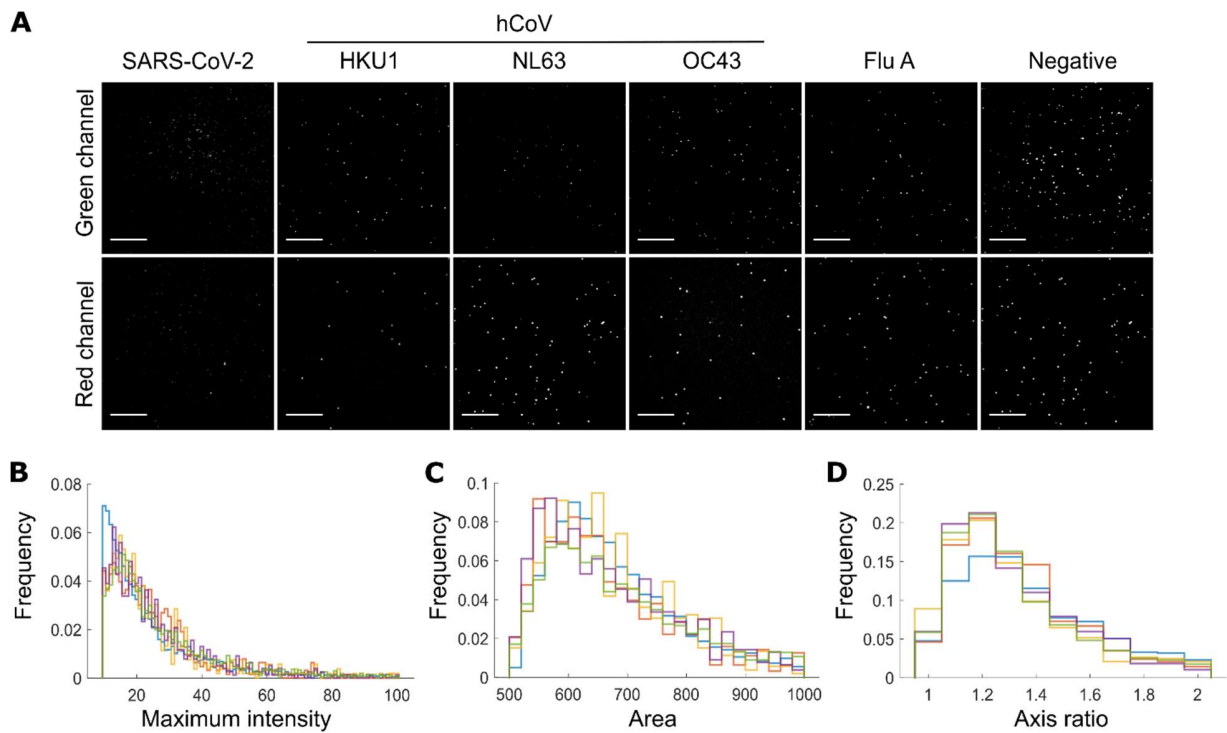 A
hCoV
SARS-CoV-2 HKU1 NL63 OC43 Flu A Negative
Green channel
Red channel
B
0.08
0.06
0.04
0.02
0
20 40 60 80 100
Frequency
Maximum intensity
C
0.1
0.08
0.06
0.04
0.02
0
500 600 700 800 900 1000
Frequency
Area
D
0.25
0.2
0.15
0.1
0.05
0
1 1.2 1.4 1.6 1.8 2
Frequency
Axis ratio